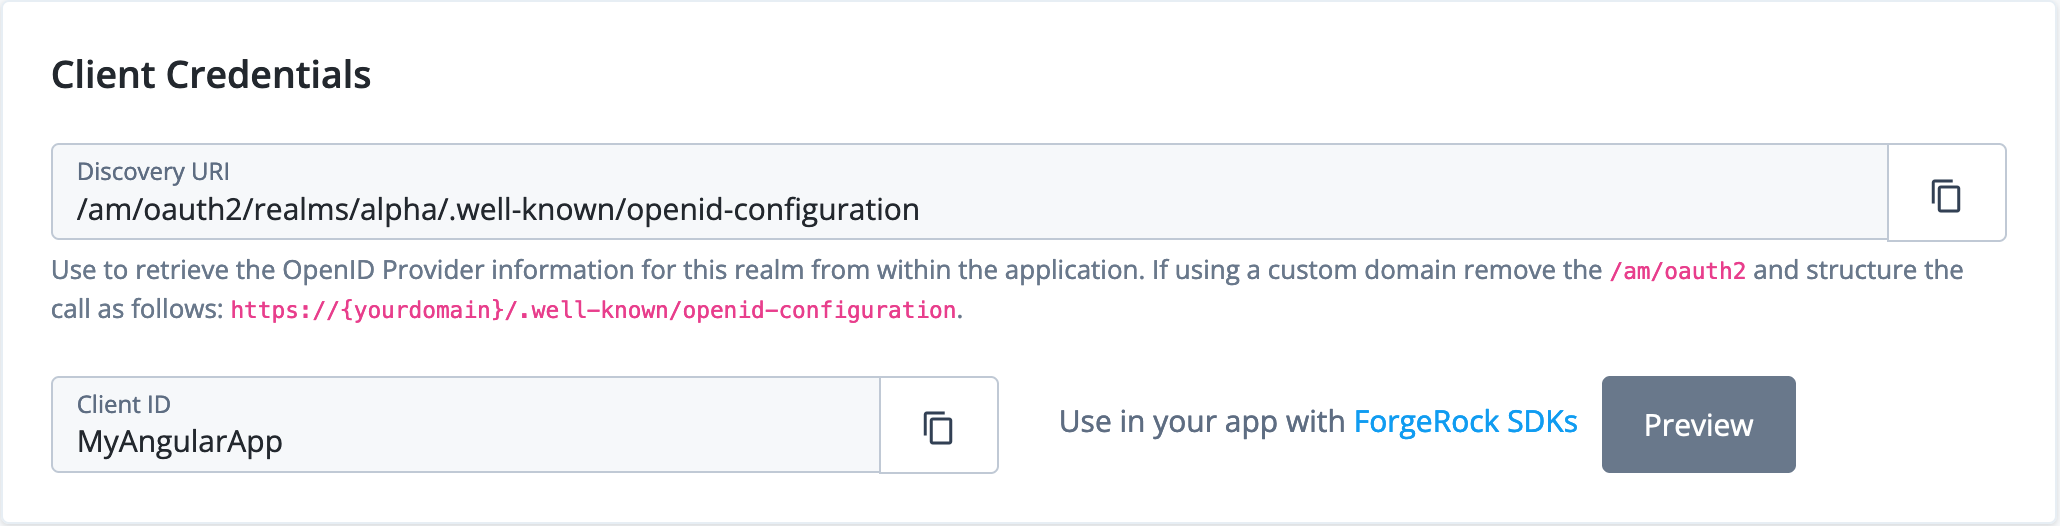 Client Credentials
Discovery URI
/am/oauth2/realms/alpha/.well-known/openid-configuration
Use to retrieve the OpenID Provider information for this realm from within the application. If using a custom domain remove the /am/oauth2 and structure the
call as follows: https://{yourdomain}/.well-known/openid-configuration.
Client ID
MyAngularApp
Use in your app with ForgeRock SDKs
Preview